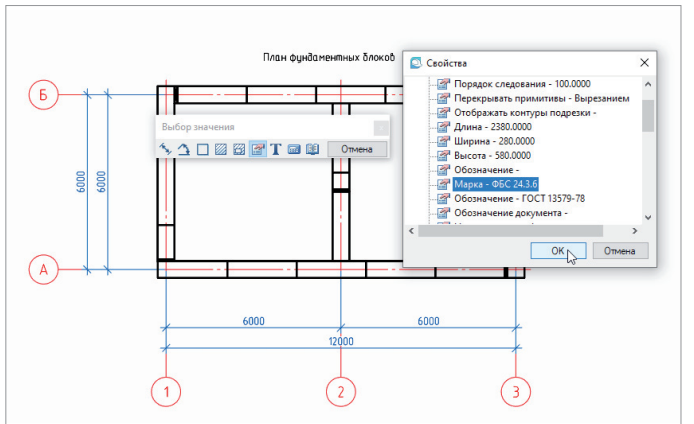 План фундаментных блоков
Б
А
6000
6000
Выбор значения
Отмена
Свойства
Порядок следования - 100.0000
Перекрывать примитивы - Вырезанием
Отображать контуры подрезки -
Длина - 2380.0000
Ширина - 280.0000
Высота - 580.0000
Обозначение -
Марка - ФБС 24.3.6
Обозначение - ГОСТ 13579-78
Обозначение документа -
ОК
Отмена
6000
6000
12000
1
2
3